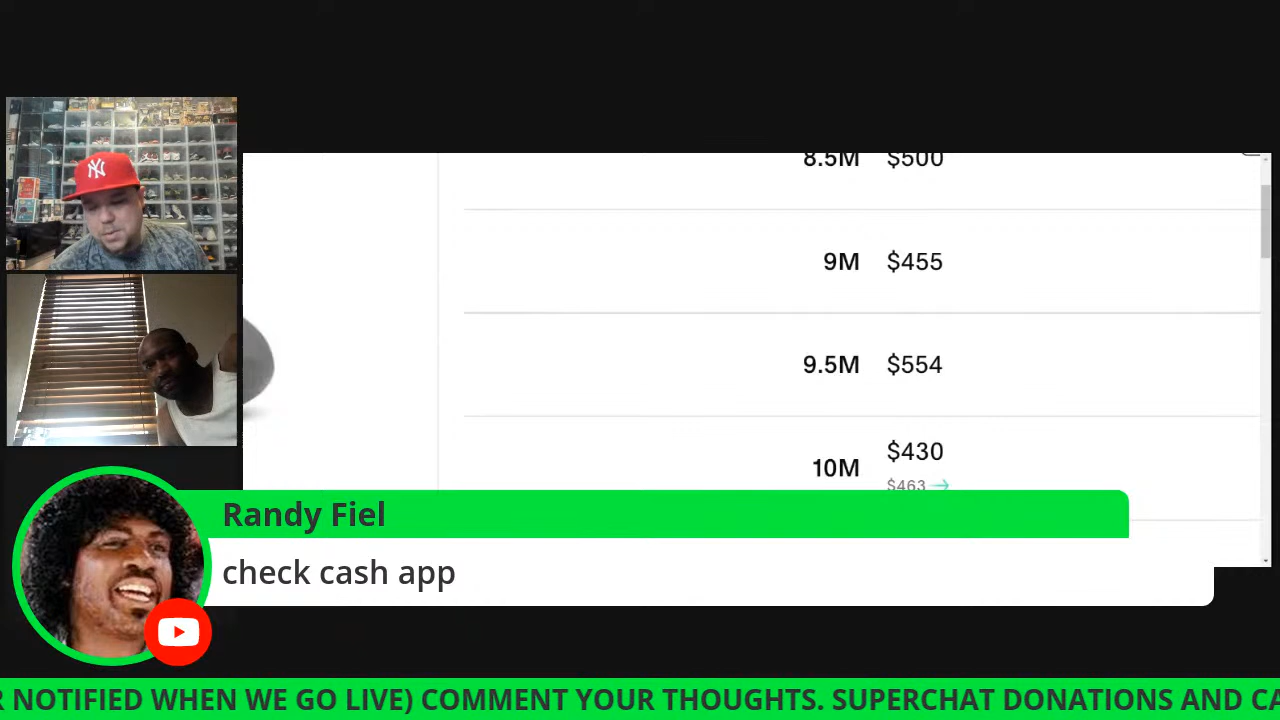 8.5M $500
9M $455
9.5M $554
10M $430
$463 →
NY
Randy Fiel
check cash app
R NOTIFIED WHEN WE GO LIVE) COMMENT YOUR THOUGHTS. SUPERCHAT DONATIONS AND CA